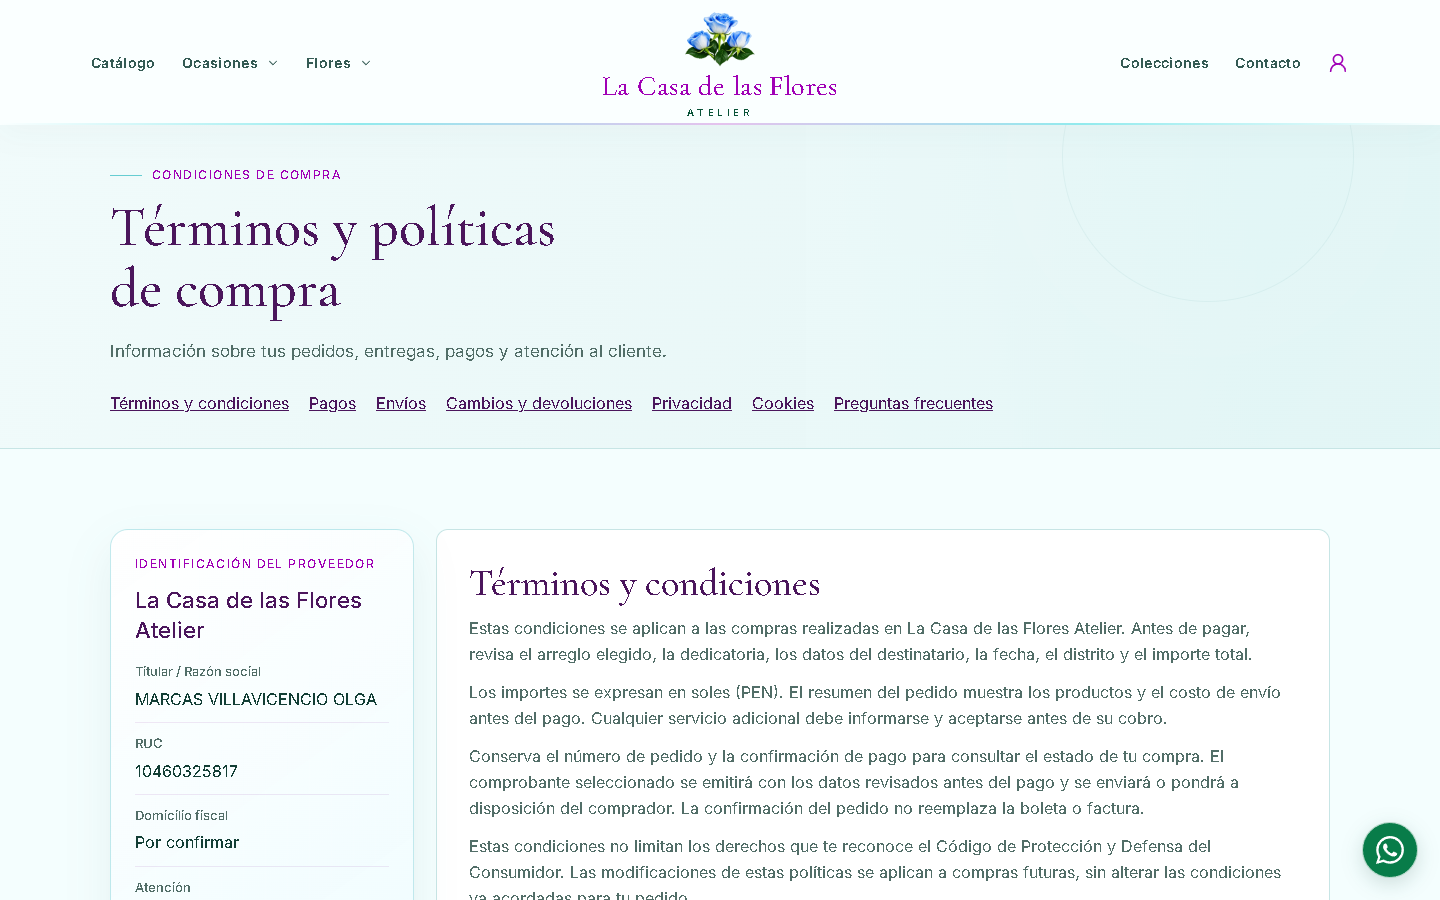 Catálogo
Ocasiones
Flores
La Casa de las Flores
ATELIER
Colecciones
Contacto
CONDICIONES DE COMPRA
Términos y políticas
de compra
Información sobre tus pedidos, entregas, pagos y atención al cliente.
Términos y condiciones
Pagos
Envíos
Cambios y devoluciones
Privacidad
Cookies
Preguntas frecuentes
IDENTIFICACIÓN DEL PROVEEDOR
La Casa de las Flores
Atelier
Titular / Razón social
MARCAS VILLAVICENCIO OLGA
RUC
10460325817
Domicilio fiscal
Por confirmar
Atención
Términos y condiciones
Estas condiciones se aplican a las compras realizadas en La Casa de las Flores Atelier. Antes de pagar,
revisa el arreglo elegido, la dedicatoria, los datos del destinatario, la fecha, el distrito y el importe total.
Los importes se expresan en soles (PEN). El resumen del pedido muestra los productos y el costo de envío
antes del pago. Cualquier servicio adicional debe informarse y aceptarse antes de su cobro.
Conserva el número de pedido y la confirmación de pago para consultar el estado de tu compra. El
comprobante seleccionado se emitirá con los datos revisados antes del pago y se enviará o pondrá a
disposición del comprador. La confirmación del pedido no reemplaza la boleta o factura.
Estas condiciones no limitan los derechos que te reconoce el Código de Protección y Defensa del
Consumidor. Las modificaciones de estas políticas se aplican a compras futuras, sin alterar las condiciones
ya acordadas para tu pedido.